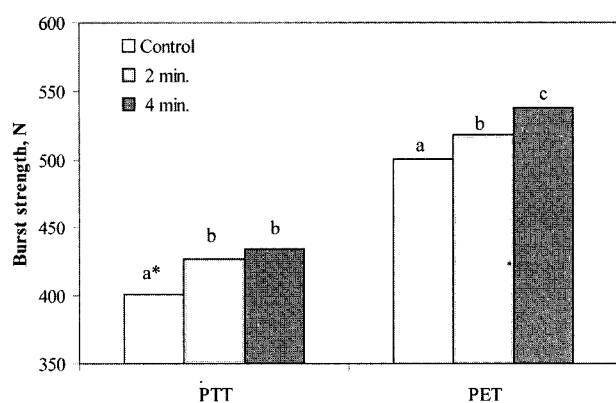 600
550
500
450
400
350
Burst strength, N
Control
2 min.
4 min.
a*
b
b
a
b
c
PTT
PET